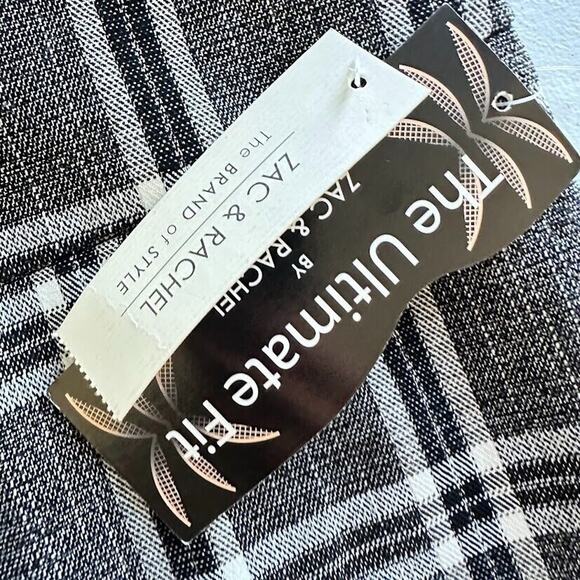 ZAC & RACHEL
The BRAND of STYLE
The Ultimate Fit
BY
ZAC & RACHEL